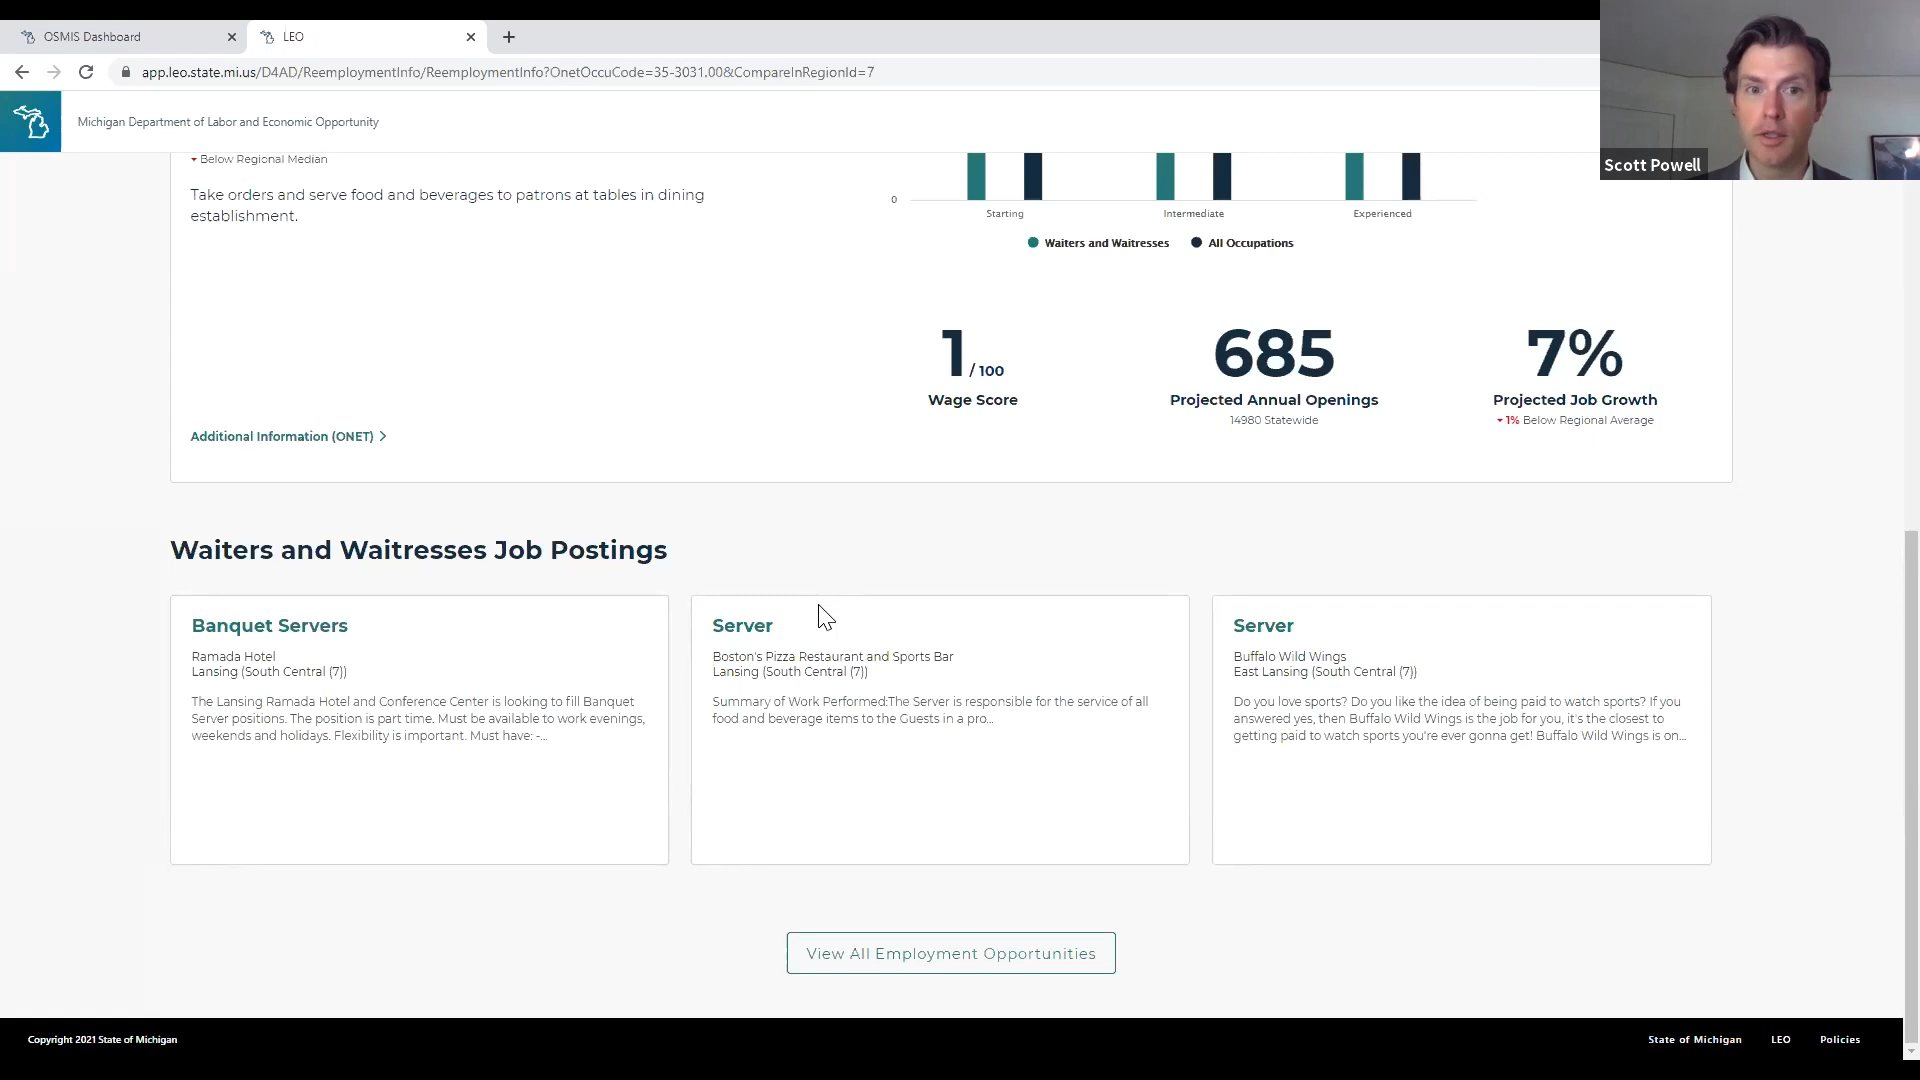 OSMIS Dashboard
LEO
app.leo.state.mi.us/D4AD/ReemploymentInfo/ReemploymentInfo?OnetOccuCode=35-3031.00&CompareInRegionId=7
Michigan Department of Labor and Economic Opportunity
Scott Powell
Below Regional Median
Take orders and serve food and beverages to patrons at tables in dining
establishment.
0
Starting
Intermediate
Experienced
Waiters and Waitresses
All Occupations
1 / 100
Wage Score
685
Projected Annual Openings
14980 Statewide
7%
Projected Job Growth
1% Below Regional Average
Additional Information (ONET)
Waiters and Waitresses Job Postings
Banquet Servers
Ramada Hotel
Lansing (South Central (7))
The Lansing Ramada Hotel and Conference Center is looking to fill Banquet
Server positions. The position is part time. Must be available to work evenings,
weekends and holidays. Flexibility is important. Must have: -...
Server
Boston's Pizza Restaurant and Sports Bar
Lansing (South Central (7))
Summary of Work Performed:The Server is responsible for the service of all
food and beverage items to the Guests in a pro...
Server
Buffalo Wild Wings
East Lansing (South Central (7))
Do you love sports? Do you like the idea of being paid to watch sports? If you
answered yes, then Buffalo Wild Wings is the job for you, it's the closest to
getting paid to watch sports you're ever gonna get! Buffalo Wild Wings is on...
View All Employment Opportunities
Copyright 2021 State of Michigan
State of Michigan
LEO
Policies